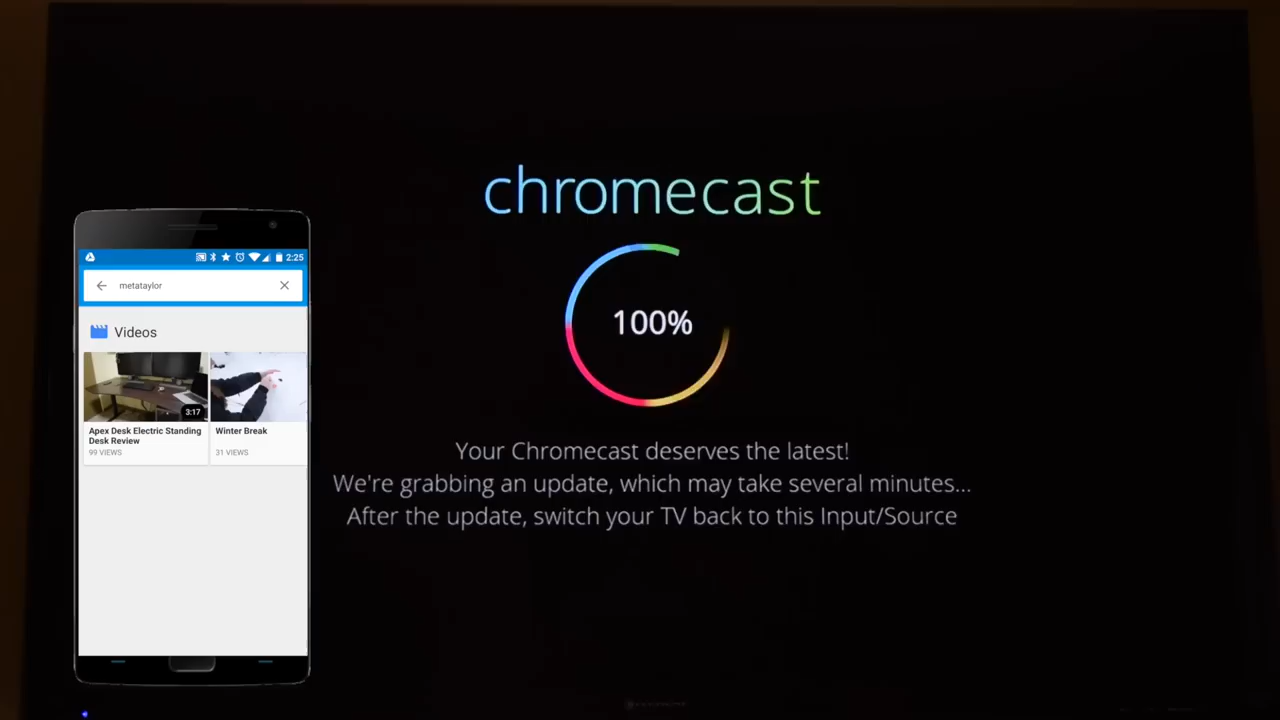 chromecast
100%
Your Chromecast deserves the latest!
We're grabbing an update, which may take several minutes...
After the update, switch your TV back to this Input/Source
2:25
metataylor
Videos
3:17
Apex Desk Electric Standing
Desk Review
99 VIEWS
Winter Break
31 VIEWS